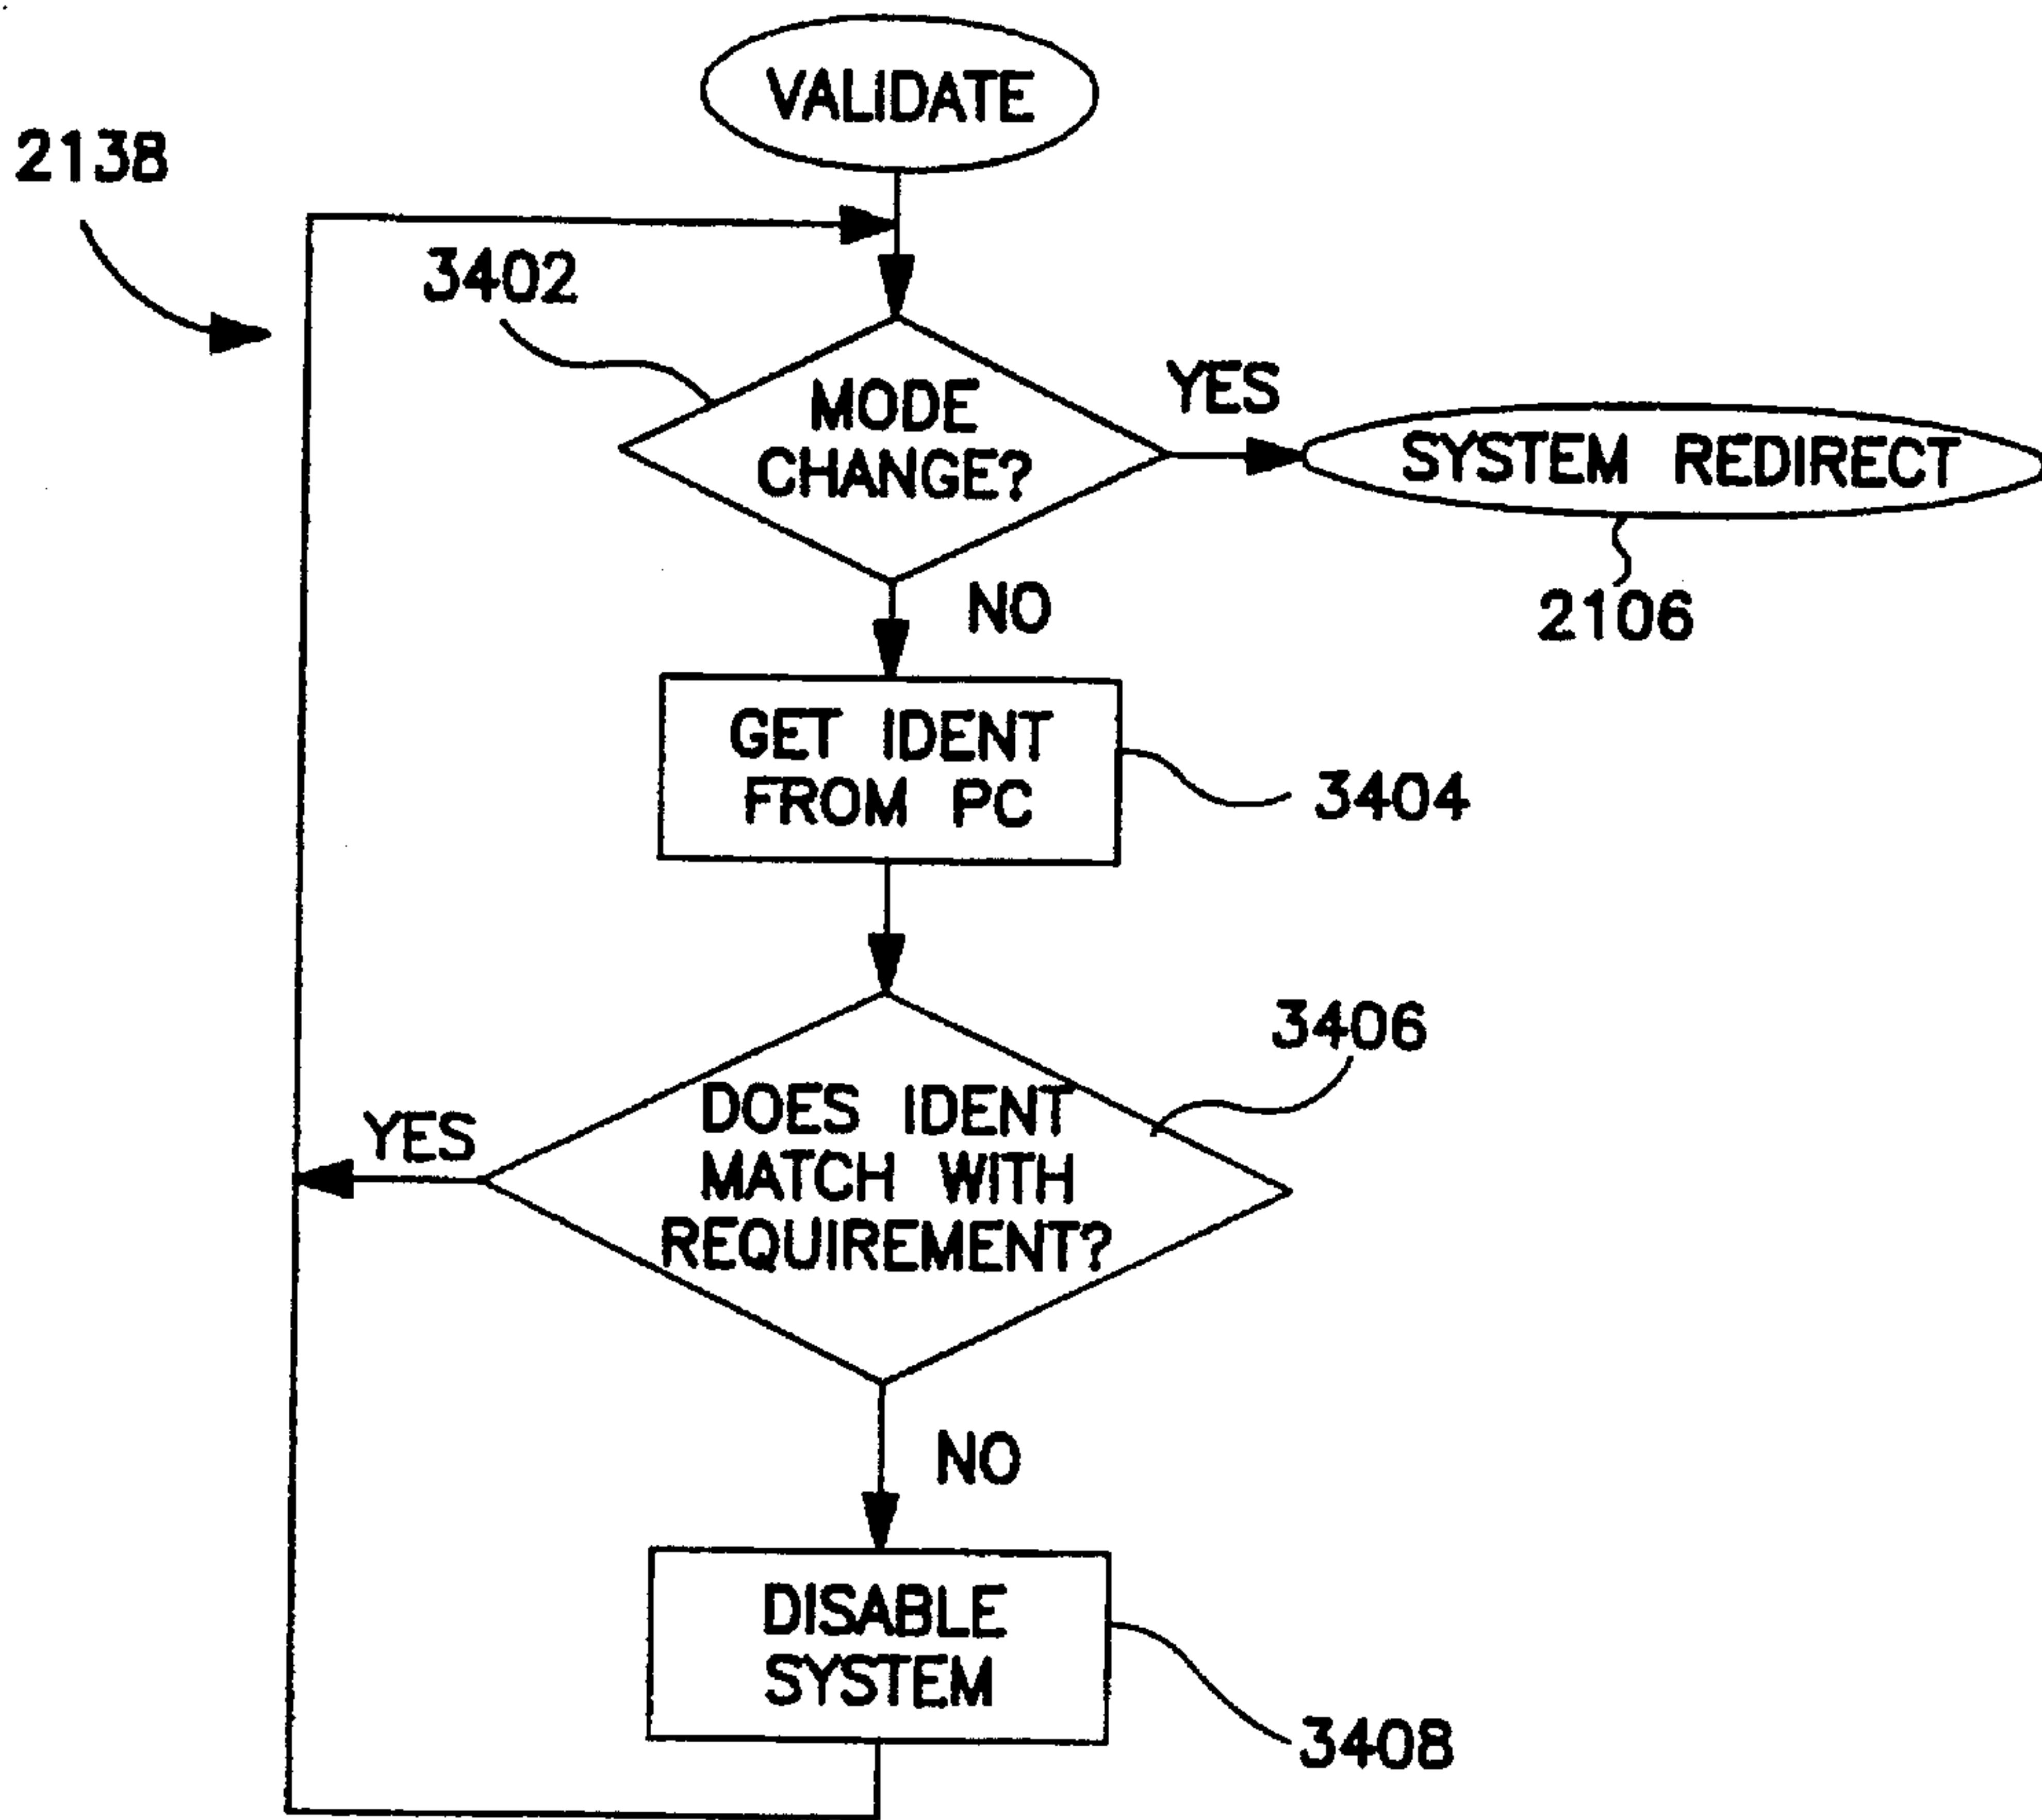 VALIDATE
2138
3402
MODE
CHANGE?
YES
SYSTEM REDIRECT
2106
NO
GET IDENT
FROM PC
3404
3406
DOES IDENT
MATCH WITH
REQUIREMENT?
YES
NO
DISABLE
SYSTEM
3408